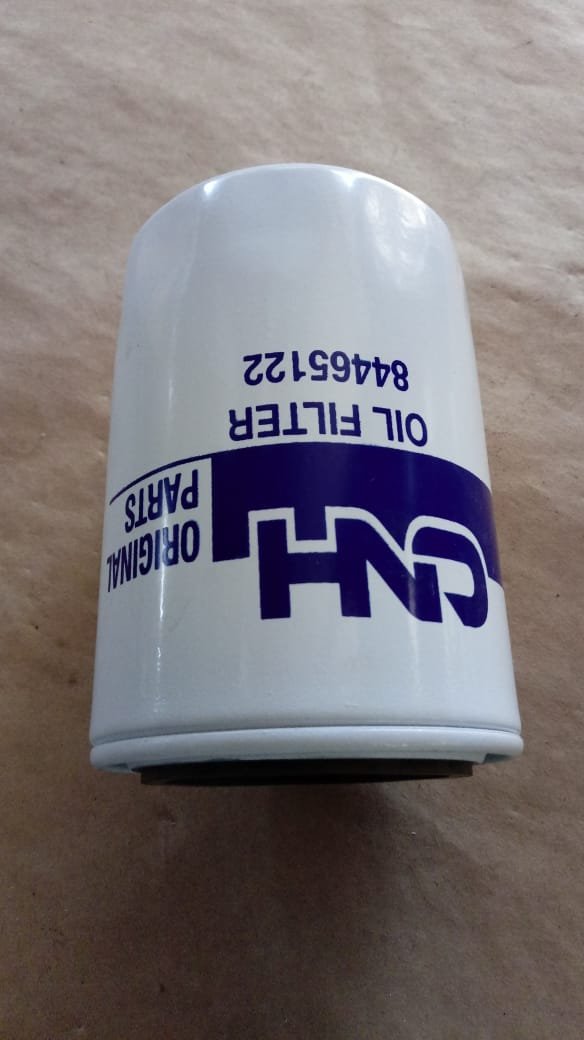 CNH
ORIGINAL
PARTS
OIL FILTER
84465122